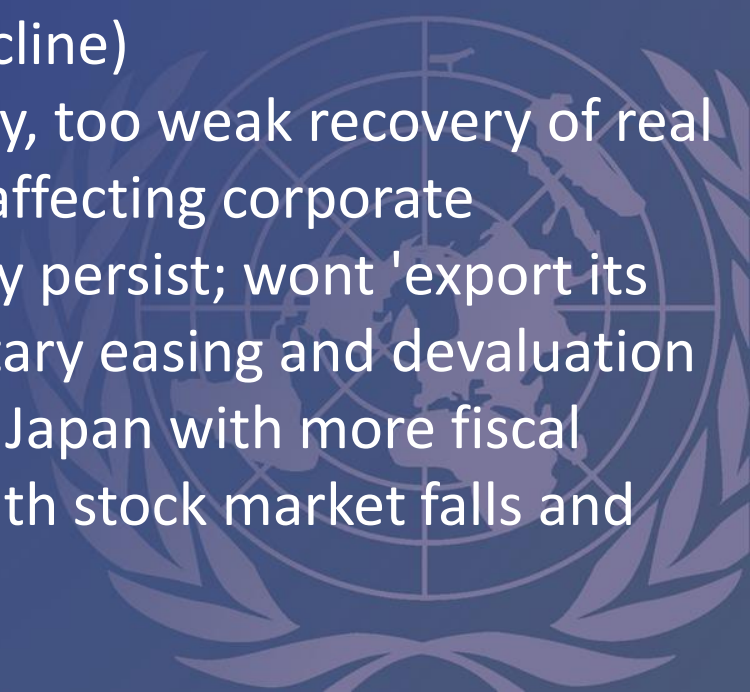 cline)
y, too weak recovery of real
affecting corporate
y persist; wont 'export its
tary easing and devaluation
Japan with more fiscal
th stock market falls and